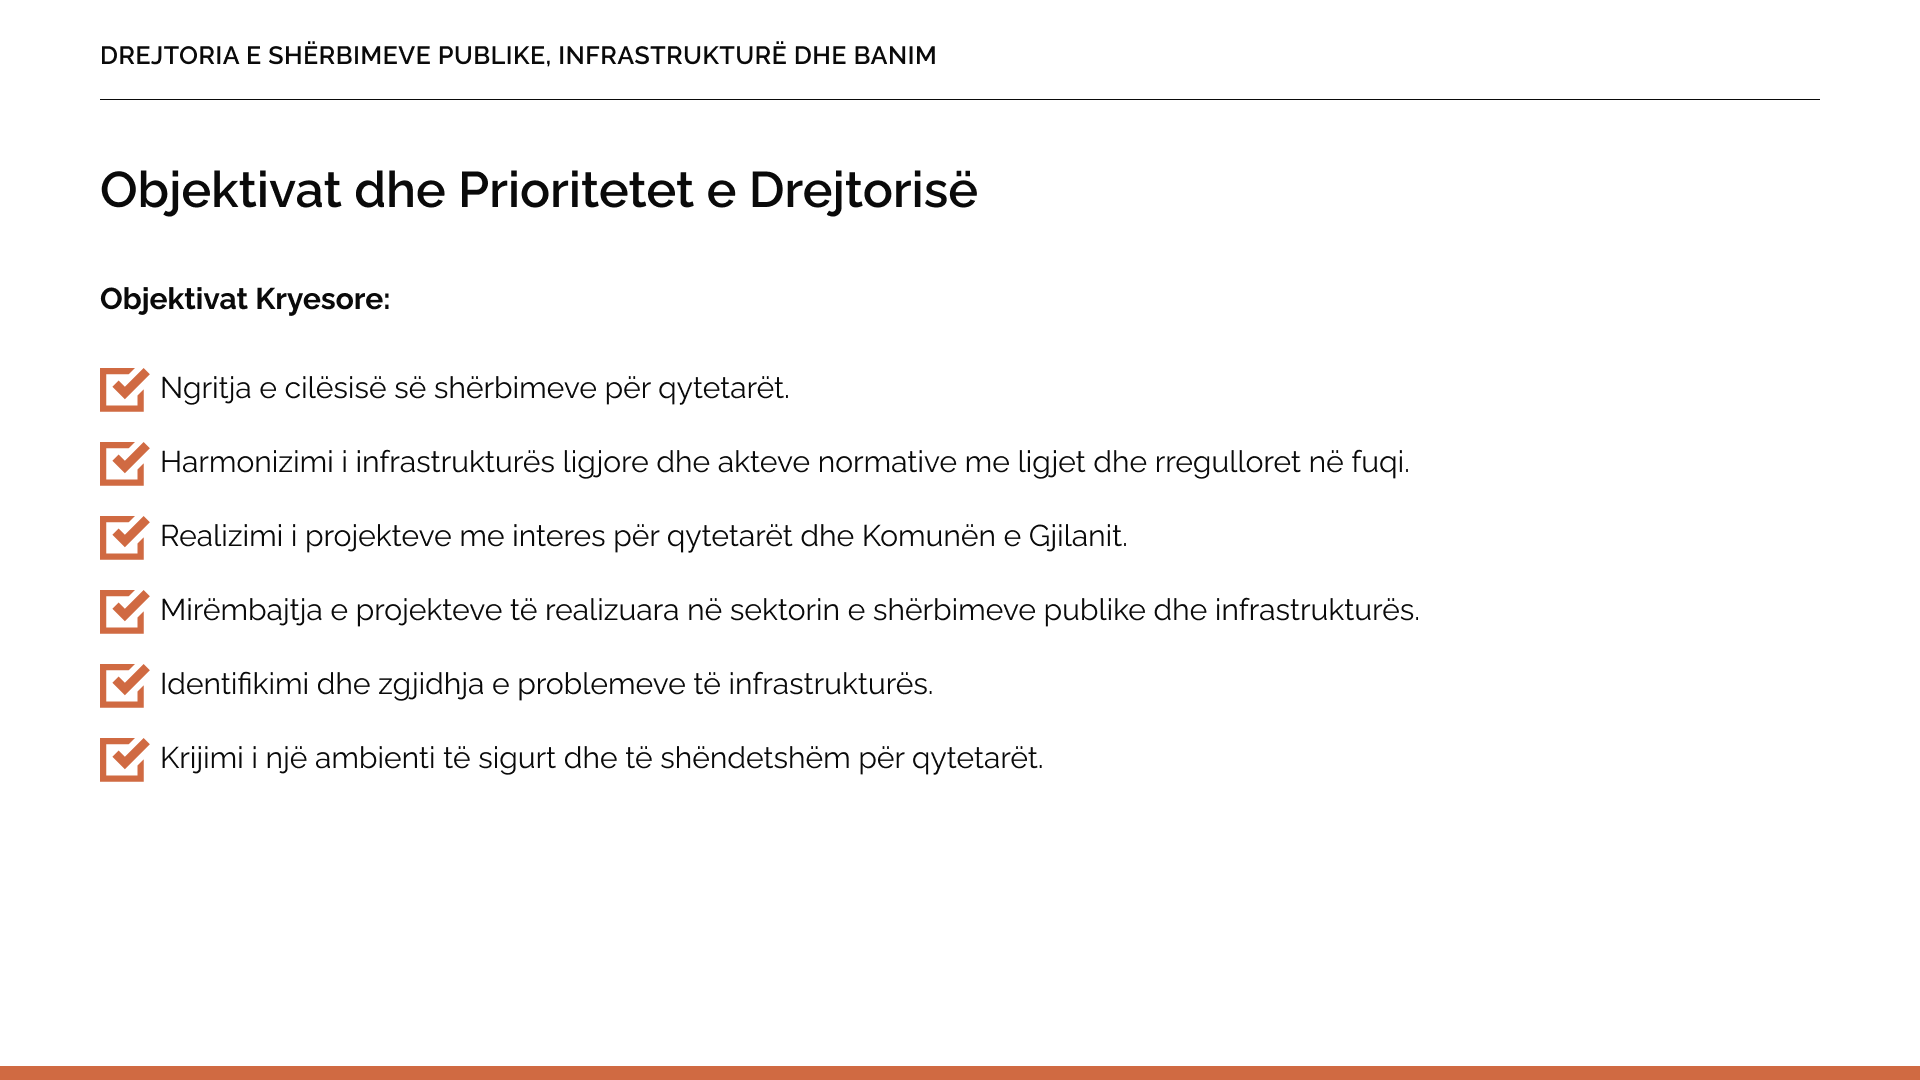 DREJTORIA E SHËRBIMEVE PUBLIKE, INFRASTRUKTURË DHE BANIM
Objektivat dhe Prioritetet e Drejtorisë
Objektivat Kryesore:
Ngritja e cilësisë së shërbimeve për qytetarët.
Harmonizimi i infrastrukturës ligjore dhe akteve normative me ligjet dhe rregulloret në fuqi.
Realizimi i projekteve me interes për qytetarët dhe Komunën e Gjilanit.
Mirëmbajtja e projekteve të realizuara në sektorin e shërbimeve publike dhe infrastrukturës.
Identifikimi dhe zgjidhja e problemeve të infrastrukturës.
Krijimi i një ambienti të sigurt dhe të shëndetshëm për qytetarët.